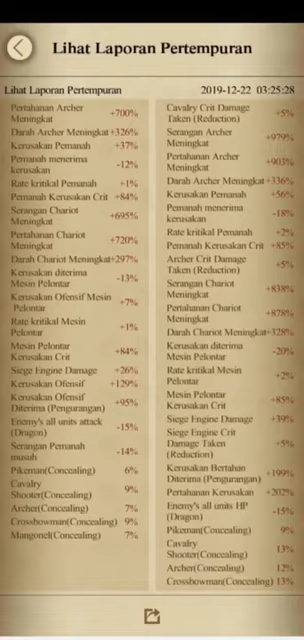 Lihat Laporan Pertempuran
Lihat Laporan Pertempuran 2019-12-22 03:25:28
Pertahanan Archer
Meningkat +700%
Darah Archer Meningkat +326%
Kerusakan Pemanah +37%
Pemanah menerima
kerusakan -12%
Rate kritikal Pemanah +1%
Pemanah Kerusakan Crit +84%
Serangan Chariot
Meningkat +695%
Pertahanan Chariot
Meningkat +720%
Darah Chariot Meningkat+297%
Kerusakan diterima
Mesin Pelontar -13%
Kerusakan Ofensif Mesin
Pelontar +7%
Rate kritikal Mesin
Pelontar +1%
Mesin Pelontar
Kerusakan Crit +84%
Siege Engine Damage +26%
Kerusakan Ofensif +129%
Kerusakan Ofensif
Diterima (Pengurangan) +95%
Enemy's all units attack
(Dragon) -15%
Serangan Pemanah
musuh -14%
Pikeman(Concealing) 6%
Cavalry
Shooter(Concealing) 9%
Archer(Concealing) 7%
Crossbowman(Concealing) 9%
Mangonel(Concealing) 7%
Cavalry Crit Damage
Taken (Reduction) +5%
Serangan Archer
Meningkat +979%
Pertahanan Archer
Meningkat +903%
Darah Archer Meningkat +336%
Kerusakan Pemanah +56%
Pemanah menerima
kerusakan -18%
Rate kritikal Pemanah +2%
Pemanah Kerusakan Crit +85%
Archer Crit Damage
Taken (Reduction) +5%
Serangan Chariot
Meningkat +838%
Pertahanan Chariot
Meningkat +878%
Darah Chariot Meningkat+328%
Kerusakan diterima
Mesin Pelontar -20%
Rate kritikal Mesin
Pelontar +2%
Mesin Pelontar
Kerusakan Crit +85%
Siege Engine Damage +39%
Siege Engine Crit
Damage Taken
(Reduction) +5%
Kerusakan Bertahan
Diterima (Pengurangan) +199%
Pertahanan Kerusakan +202%
Enemy's all units HP
(Dragon) -15%
Pikeman(Concealing) 9%
Cavalry
Shooter(Concealing) 13%
Archer(Concealing) 12%
Crossbowman(Concealing) 13%